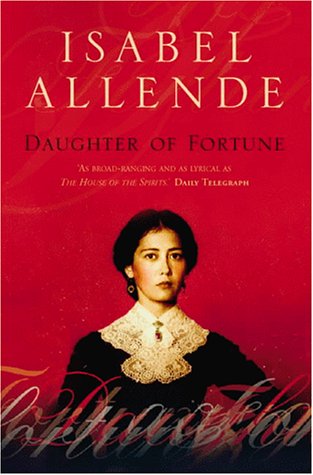 ISABEL
ALLENDE
DAUGHTER OF FORTUNE
'AS BROAD-RANGING AND AS LYRICAL AS
THE HOUSE OF THE SPIRITS.' DAILY TELEGRAPH